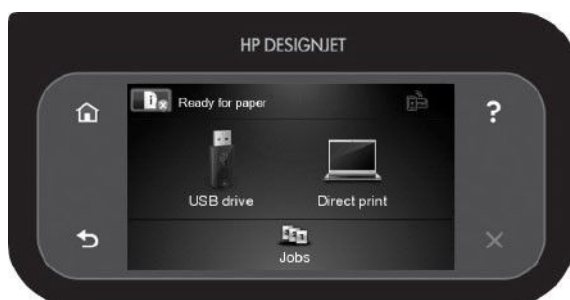 HP DESIGNJET
Ready for paper
?
USB drive
Direct print
Jobs